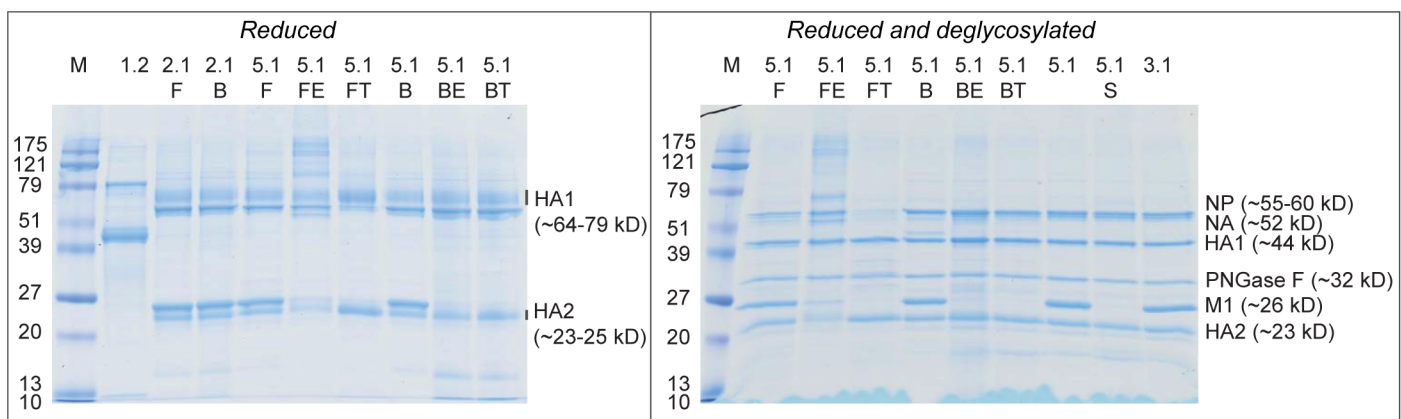 Reduced
M 1.2 2.1 2.1 5.1 5.1 5.1 5.1 5.1 5.1
F B F FE FT B BE BT
175
121
79
51
39
27
20
13
10
HA1
(~64-79 kD)
HA2
(~23-25 kD)
Reduced and deglycosylated
M 5.1 5.1 5.1 5.1 5.1 5.1 5.1 5.1 3.1
F FE FT B BE BT S
175
121
79
51
39
27
20
13
10
NP (~55-60 kD)
NA (~52 kD)
HA1 (~44 kD)
PNGase F (~32 kD)
M1 (~26 kD)
HA2 (~23 kD)